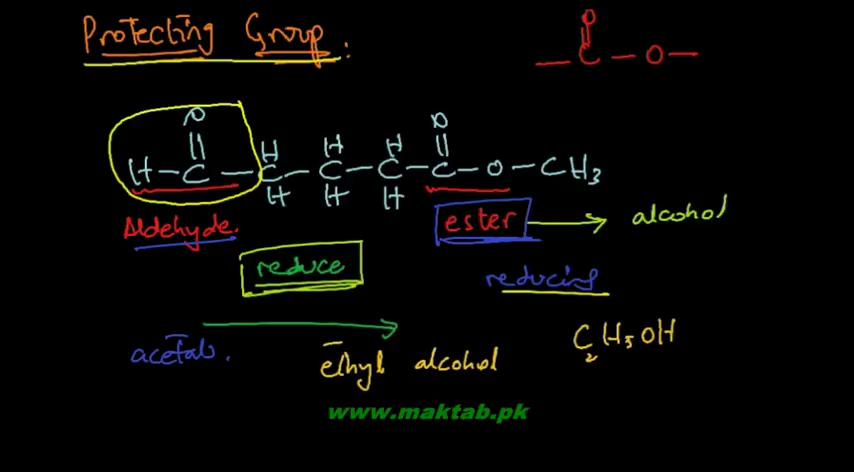 Protecting Group.
O
— C — O —
O
H H H O
H — C — C — C — C — C — O — CH3
H H H
Aldehyde. ester → alcohol
reduce
reducing
acetals.
ethyl alcohol
C2H5OH
www.maktab.pk